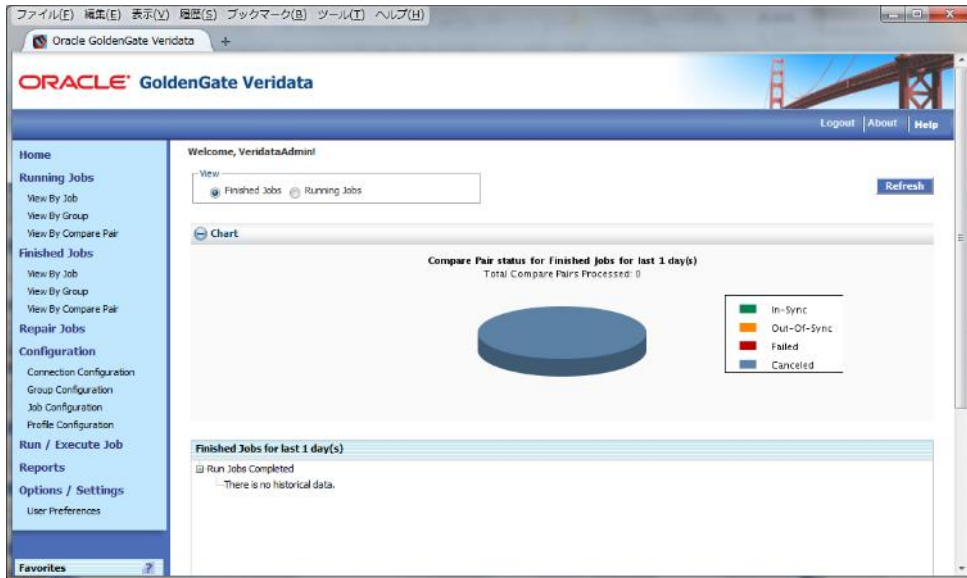 ファイル(F) 編集(E) 表示(V) 履歴(S) ブックマーク(B) ツール(T) ヘルプ(H)
Oracle GoldenGate Veridata +
ORACLE GoldenGate Veridata
Logout | About | Help
Home
Running Jobs
View By Job
View By Group
View By Compare Pair
Finished Jobs
View By Job
View By Group
View By Compare Pair
Repair Jobs
Configuration
Connection Configuration
Group Configuration
Job Configuration
Profile Configuration
Run / Execute Job
Reports
Options / Settings
User Preferences
Favorites ?
Welcome, VeridataAdmin!
View
Finished Jobs Running Jobs
Refresh
Chart
Compare Pair status for Finished Jobs for last 1 day(s)
Total Compare Pairs Processed: 0
In-Sync
Out-Of-Sync
Failed
Canceled
Finished Jobs for last 1 day(s)
Run Jobs Completed
There is no historical data.